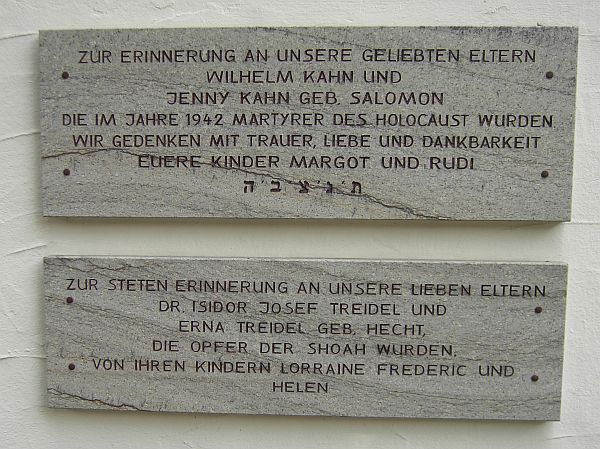 ZUR ERINNERUNG AN UNSERE GELIEBTEN ELTERN
WILHELM KAHN UND
JENNY KAHN GEB. SALOMON
DIE IM JAHRE 1942 MARTYRER DES HOLOCAUST WURDEN.
WIR GEDENKEN MIT TRAUER, LIEBE UND DANKBARKEIT
EUERE KINDER MARGOT UND RUDI
ת׳ נ׳ צ׳ ב׳ ה׳
ZUR STETEN ERINNERUNG AN UNSERE LIEBEN ELTERN
DR. ISIDOR JOSEF TREIDEL UND
ERNA TREIDEL GEB. HECHT,
DIE OPFER DER SHOAH WURDEN.
VON IHREN KINDERN LORRAINE FREDERIC UND
HELEN